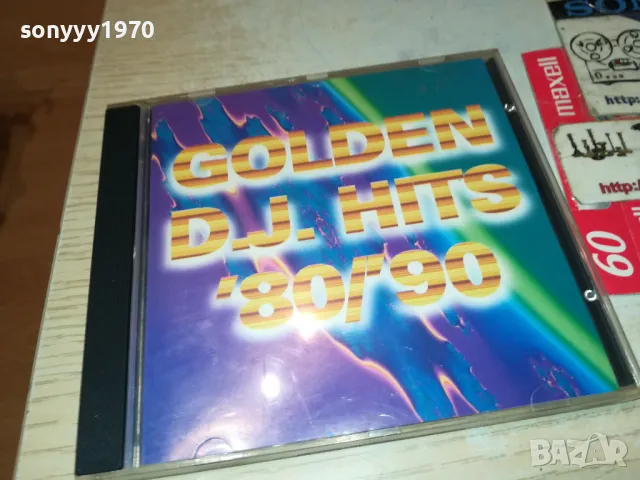 sonyyy1970
GOLDEN
D.J. HITS
'80/'90
maxell
http:
http:/
60
BAZAR